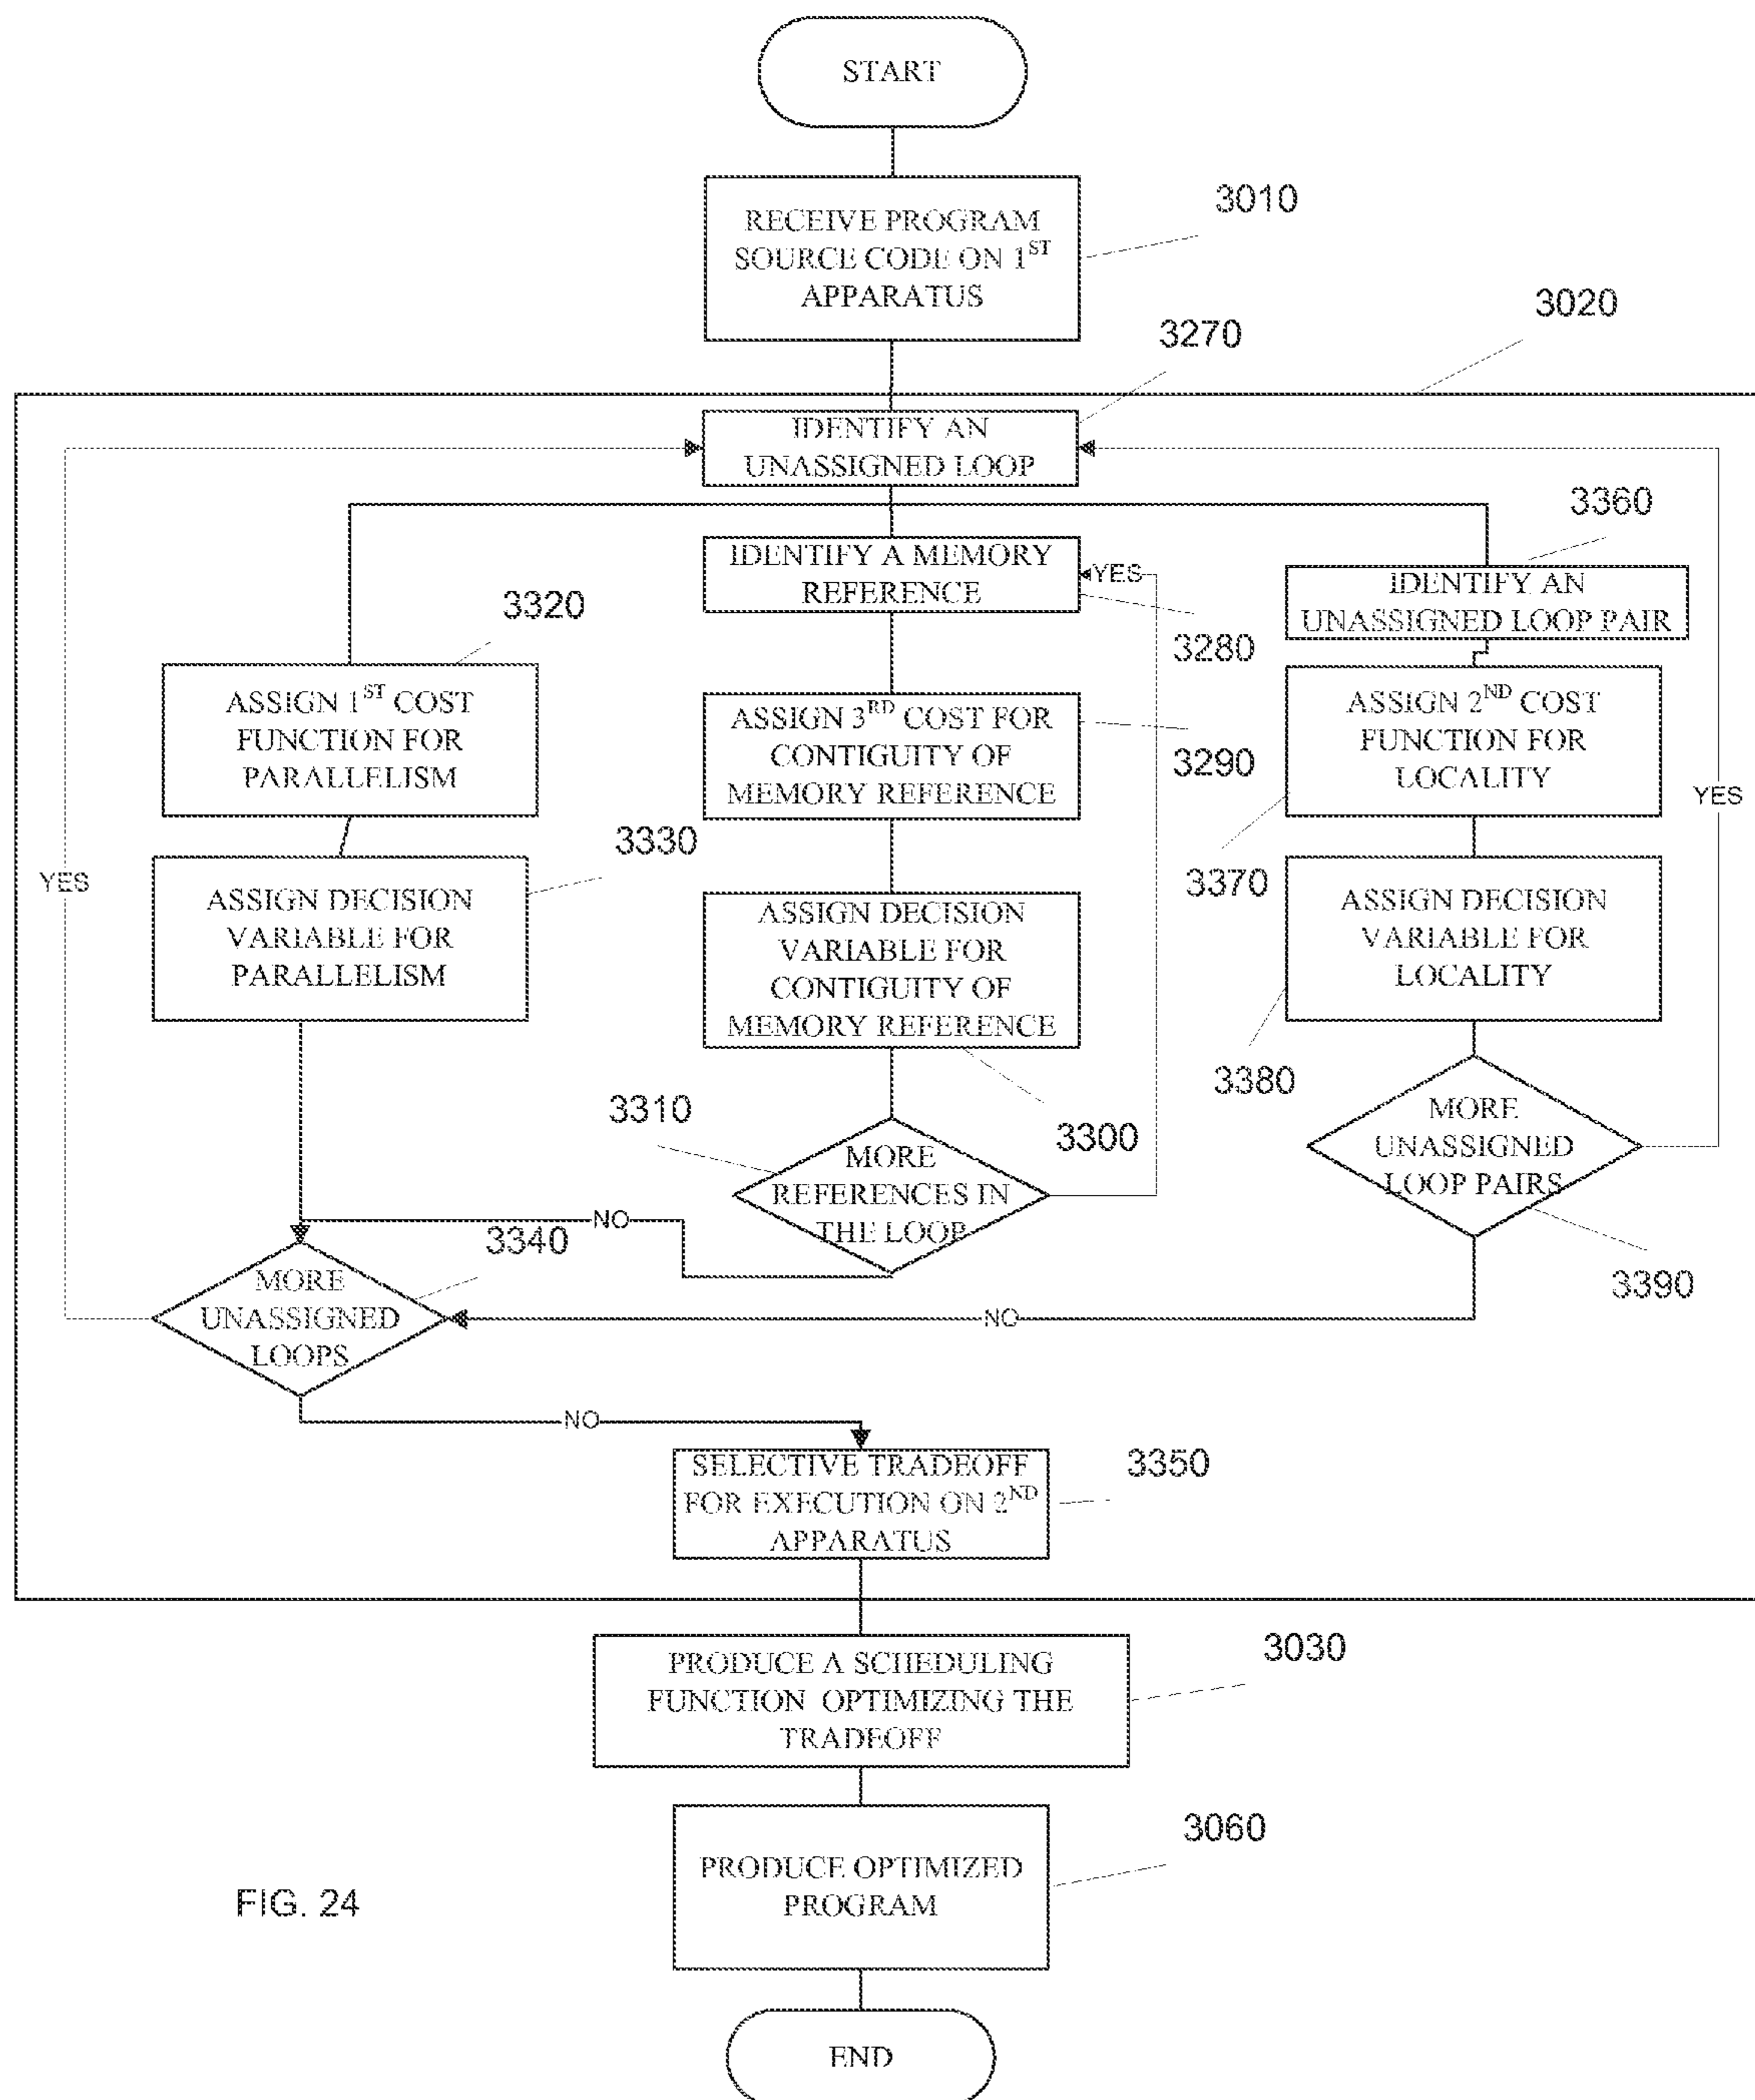 START
RECEIVE PROGRAM
SOURCE CODE ON 1ST
APPARATUS
3010
3020
3270
IDENTIFY AN
UNASSIGNED LOOP
3360
IDENTIFY A MEMORY
REFERENCE
YES
IDENTIFY AN
UNASSIGNED LOOP PAIR
3320
3280
ASSIGN 1ST COST
FUNCTION FOR
PARALLELISM
ASSIGN 3RD COST FOR
CONTIGUITY OF
MEMORY REFERENCE
3290
ASSIGN 2ND COST
FUNCTION FOR
LOCALITY
YES
3330
3370
YES
ASSIGN DECISION
VARIABLE FOR
PARALLELISM
ASSIGN DECISION
VARIABLE FOR
CONTIGUITY OF
MEMORY REFERENCE
ASSIGN DECISION
VARIABLE FOR
LOCALITY
3380
3310
3300
MORE
REFERENCES IN
THE LOOP
MORE
UNASSIGNED
LOOP PAIRS
NO
3340
3390
MORE
UNASSIGNED
LOOPS
NO
NO
SELECTIVE TRADEOFF
FOR EXECUTION ON 2ND
APPARATUS
3350
PRODUCE A SCHEDULING
FUNCTION OPTIMIZING THE
TRADEOFF
3030
3060
PRODUCE OPTIMIZED
PROGRAM
FIG. 24
END